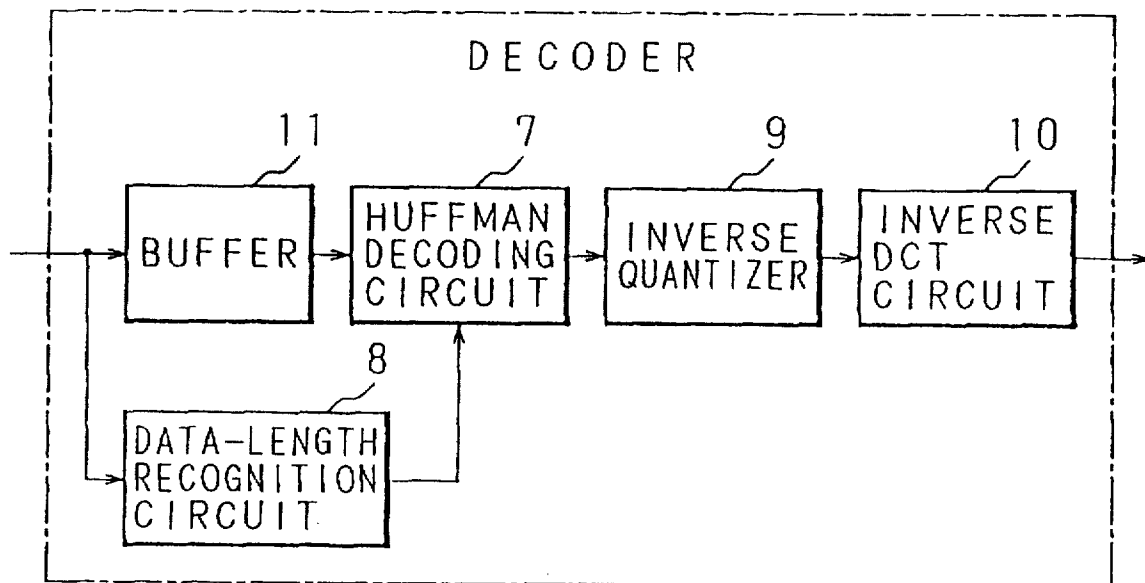 DECODER
11
7
9
10
BUFFER
HUFFMAN
DECODING
CIRCUIT
INVERSE
QUANTIZER
INVERSE
DCT
CIRCUIT
8
DATA-LENGTH
RECOGNITION
CIRCUIT